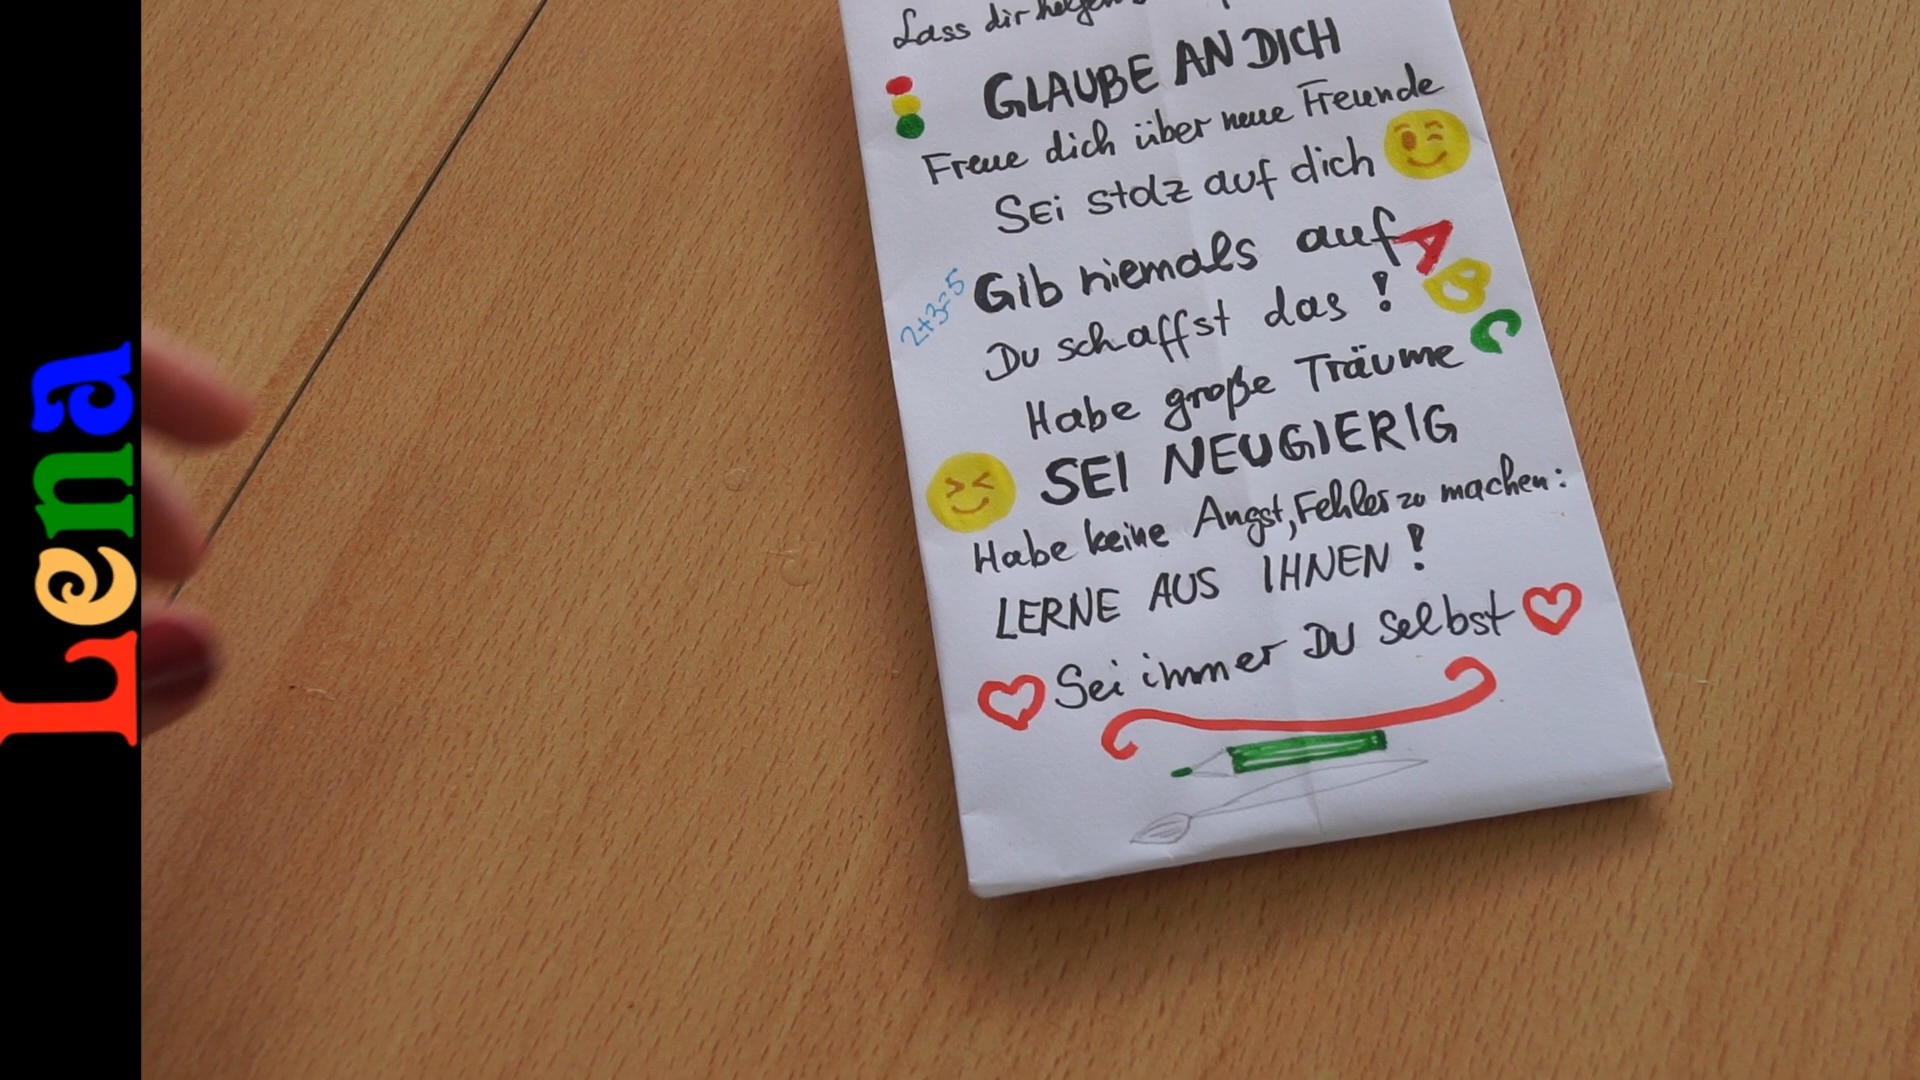 Lass dir helfen
GLAUBE AN DICH
Freue dich über neue Freunde
SEi stolz auf dich
Gib niemals auf
ABC
2+3=5
Du schaffst das!
Habe große Träume
SEI NEUGIERIG
Habe keine Angst, Fehler zu machen:
LERNE AUS IHNEN!
Sei immer DU selbst
Lena